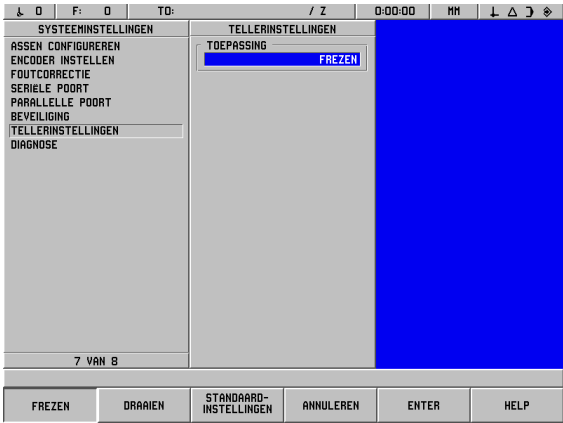 0 F: 0 T0: / Z 0:00:00 MM
SYSTEEMINSTELLINGEN
ASSEN CONFIGUREREN
ENCODER INSTELLEN
FOUTCORRECTIE
SERIËLE POORT
PARALLELLE POORT
BEVEILIGING
TELLERINSTELLINGEN
DIAGNOSE
7 VAN 8
TELLERINSTELLINGEN
TOEPASSING
FREZEN
FREZEN
DRAAIEN
STANDAARD-
INSTELLINGEN
ANNULEREN
ENTER
HELP